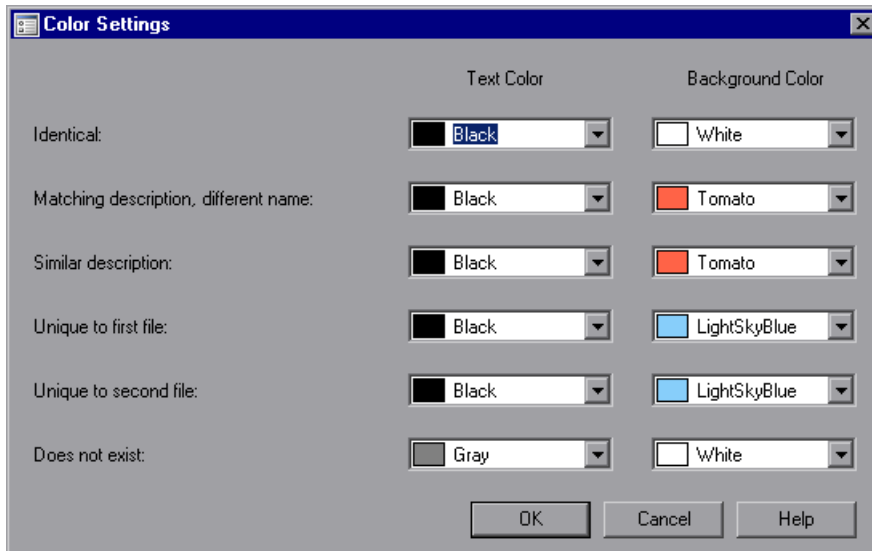 Color Settings
Text Color Background Color
Identical: Black White
Matching description, different name: Black Tomato
Similar description: Black Tomato
Unique to first file: Black LightSkyBlue
Unique to second file: Black LightSkyBlue
Does not exist: Gray White
OK Cancel Help